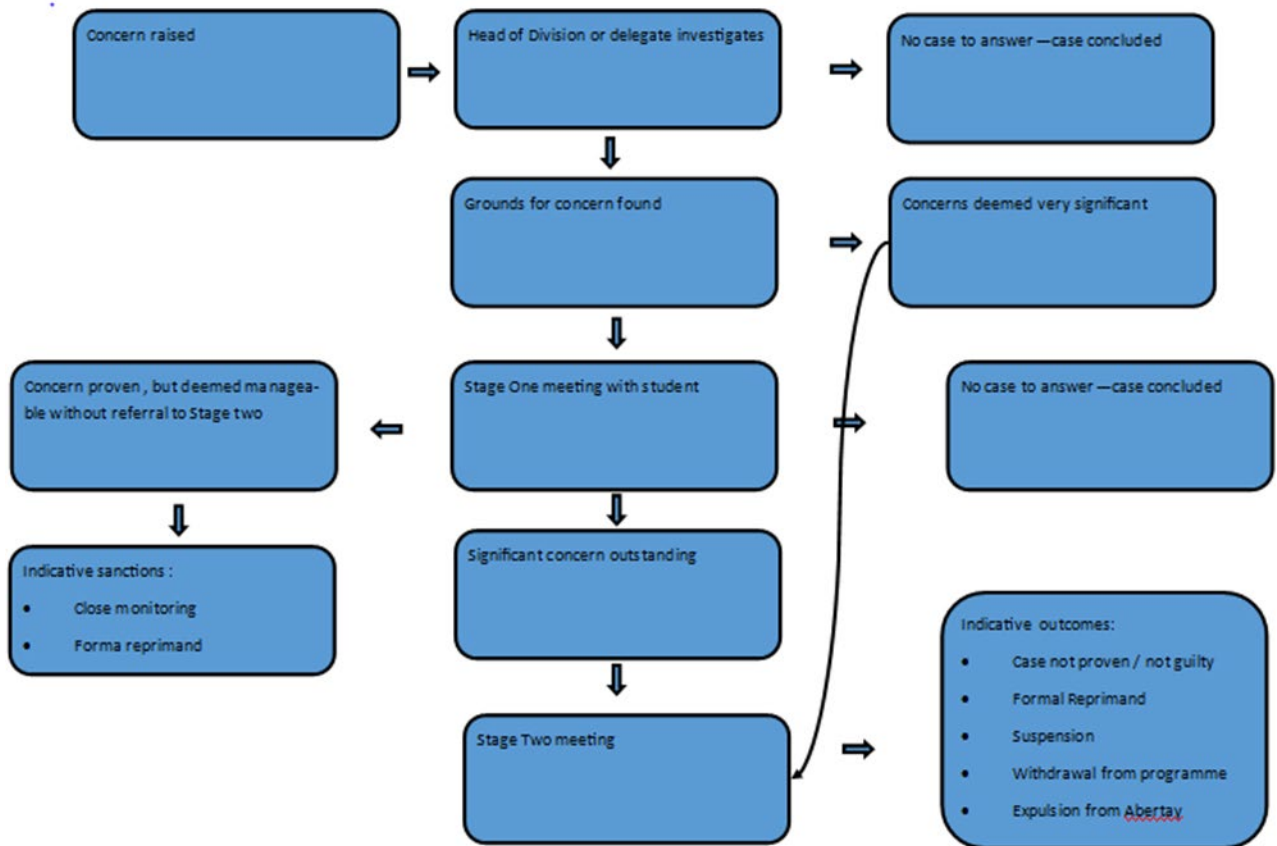 Concern raised
Head of Division or delegate investigates
No case to answer —case concluded
Grounds for concern found
Concerns deemed very significant
Concern proven , but deemed managea-
ble without referral to Stage two
Stage One meeting with student
No case to answer —case concluded
Indicative sanctions :
• Close monitoring
• Forma reprimand
Significant concern outstanding
Stage Two meeting
Indicative outcomes:
• Case not proven / not guilty
• Formal Reprimand
• Suspension
• Withdrawal from programme
• Expulsion from Abertay